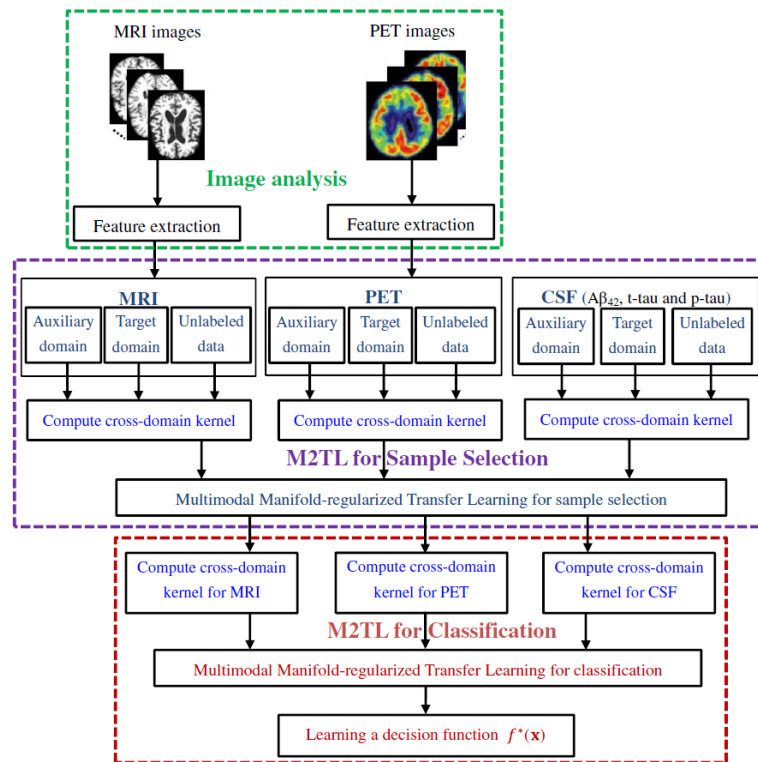 MRI images
PET images
Image analysis
Feature extraction
Feature extraction
MRI
Auxiliary
domain
Target
domain
Unlabeled
data
PET
Auxiliary
domain
Target
domain
Unlabeled
data
CSF (Aβ₄₂, t-tau and p-tau)
Auxiliary
domain
Target
domain
Unlabeled
data
Compute cross-domain kernel
Compute cross-domain kernel
Compute cross-domain kernel
M2TL for Sample Selection
Multimodal Manifold-regularized Transfer Learning for sample selection
Compute cross-domain
kernel for MRI
Compute cross-domain
kernel for PET
Compute cross-domain
kernel for CSF
M2TL for Classification
Multimodal Manifold-regularized Transfer Learning for classification
Learning a decision function f*(x)